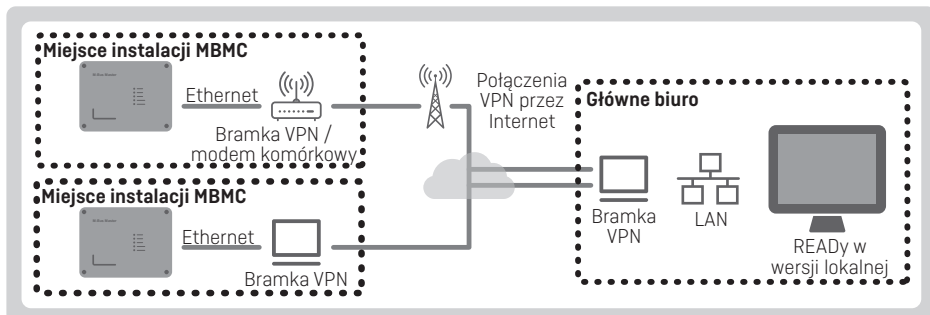 Miejsce instalacji MBMC
Ethernet
Bramka VPN /
modem komórkowy
Miejsce instalacji MBMC
Ethernet
Bramka VPN
Połączenia
VPN przez
Internet
Główne biuro
Bramka
VPN
LAN
READy w
wersji lokalnej